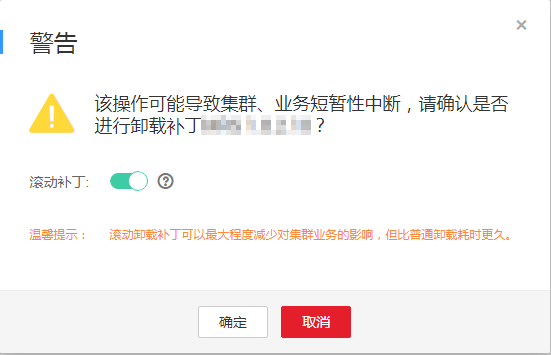 警告
该操作可能导致集群、业务短暂性中断，请确认是否
进行卸载补丁？
滚动补丁:
温馨提示： 滚动卸载补丁可以最大程度减少对集群业务的影响，但比普通卸载耗时更久。
确定 取消